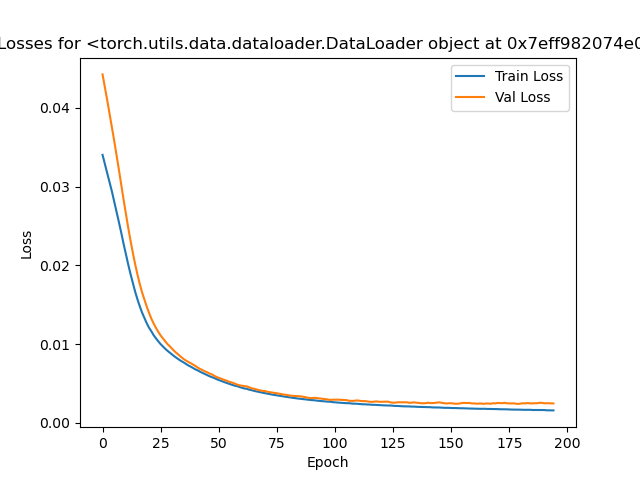 Losses for <torch.utils.data.dataloader.DataLoader object at 0x7eff982074e0
Train Loss
Val Loss
Loss
0.04
0.03
0.02
0.01
0.00
0 25 50 75 100 125 150 175 200
Epoch